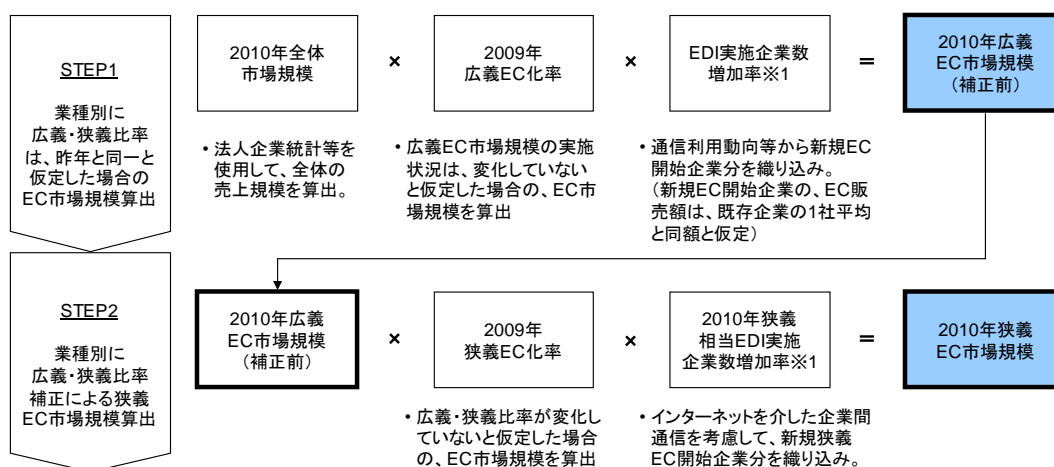 STEP1
業種別に
広義・狭義比率
は、昨年と同一と
仮定した場合の
EC市場規模算出
2010年全体
市場規模
×
2009年
広義EC化率
×
EDI実施企業数
増加率※1
=
2010年広義
EC市場規模
（補正前）
・法人企業統計等を
使用して、全体の
売上規模を算出。
・広義EC市場規模の実施
状況は、変化していない
と仮定した場合の、EC市
場規模を算出
・通信利用動向等から新規EC
開始企業分を織り込み。
（新規EC開始企業の、EC販
売額は、既存企業の1社平均
と同額と仮定）
STEP2
業種別に
広義・狭義比率
補正による狭義
EC市場規模算出
2010年広義
EC市場規模
（補正前）
×
2009年
狭義EC化率
×
2010年狭義
相当EDI実施
企業数増加率※1
=
2010年狭義
EC市場規模
・広義・狭義比率が変化し
ていないと仮定した場合
の、EC市場規模を算出
・インターネットを介した企業間
通信を考慮して、新規狭義
EC開始企業分を織り込み。